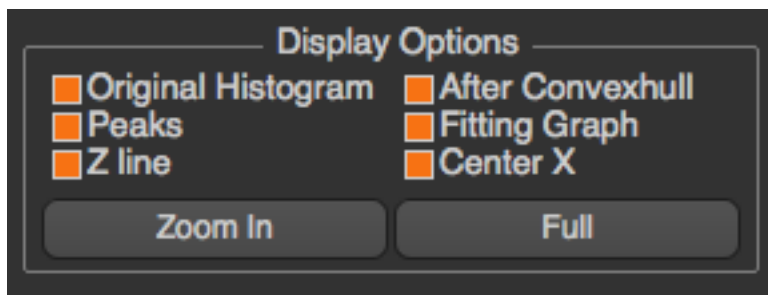 Display Options
Original Histogram After Convexhull
Peaks Fitting Graph
Z line Center X
Zoom In Full